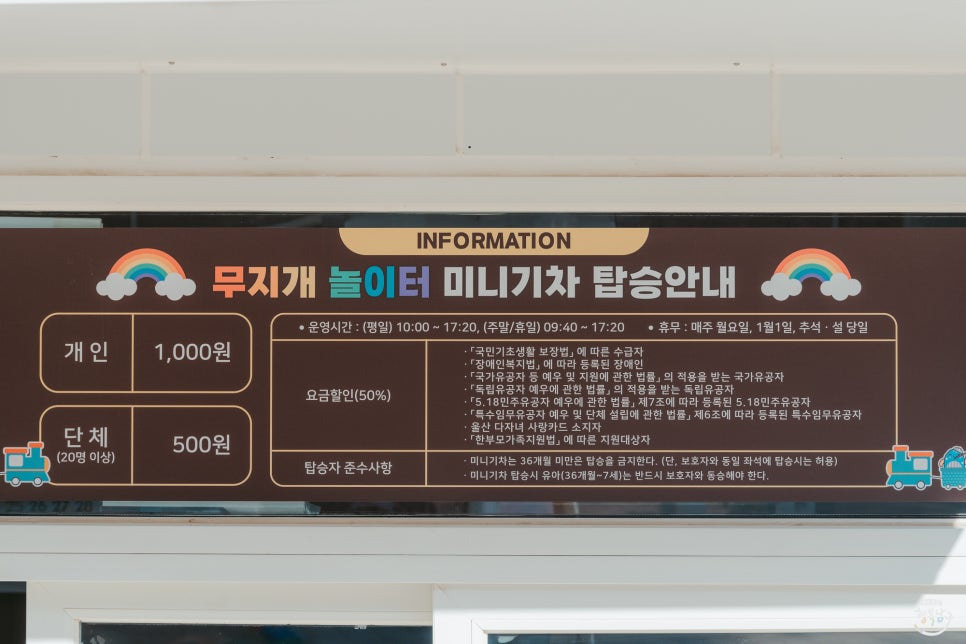 INFORMATION
무지개 놀이터 미니기차 탑승안내
개인 1,000원
단체 500원
(20명 이상)
• 운영시간 : (평일) 10:00 ~ 17:20, (주말/휴일) 09:40 ~ 17:20 • 휴무 : 매주 월요일, 1월1일, 추석 · 설 당일
요금할인(50%)
·「국민기초생활 보장법」에 따른 수급자
·「장애인복지법」에 따라 등록된 장애인
·「국가유공자 등 예우 및 지원에 관한 법률」의 적용을 받는 국가유공자
·「독립유공자 예우에 관한 법률」의 적용을 받는 독립유공자
·「5.18민주유공자 예우에 관한 법률」제7조에 따라 등록된 5.18민주유공자
·「특수임무유공자 예우 및 단체 설립에 관한 법률」제6조에 따라 등록된 특수임무유공자
· 울산 다자녀 사랑카드 소지자
·「한부모가족지원법」에 따른 지원대상자
탑승자 준수사항
· 미니기차는 36개월 미만은 탑승을 금지한다. (단, 보호자와 동일 좌석에 탑승시는 허용)
· 미니기차 탑승시 유아(36개월~7세)는 반드시 보호자와 동승해야 한다.
25 26 27 28